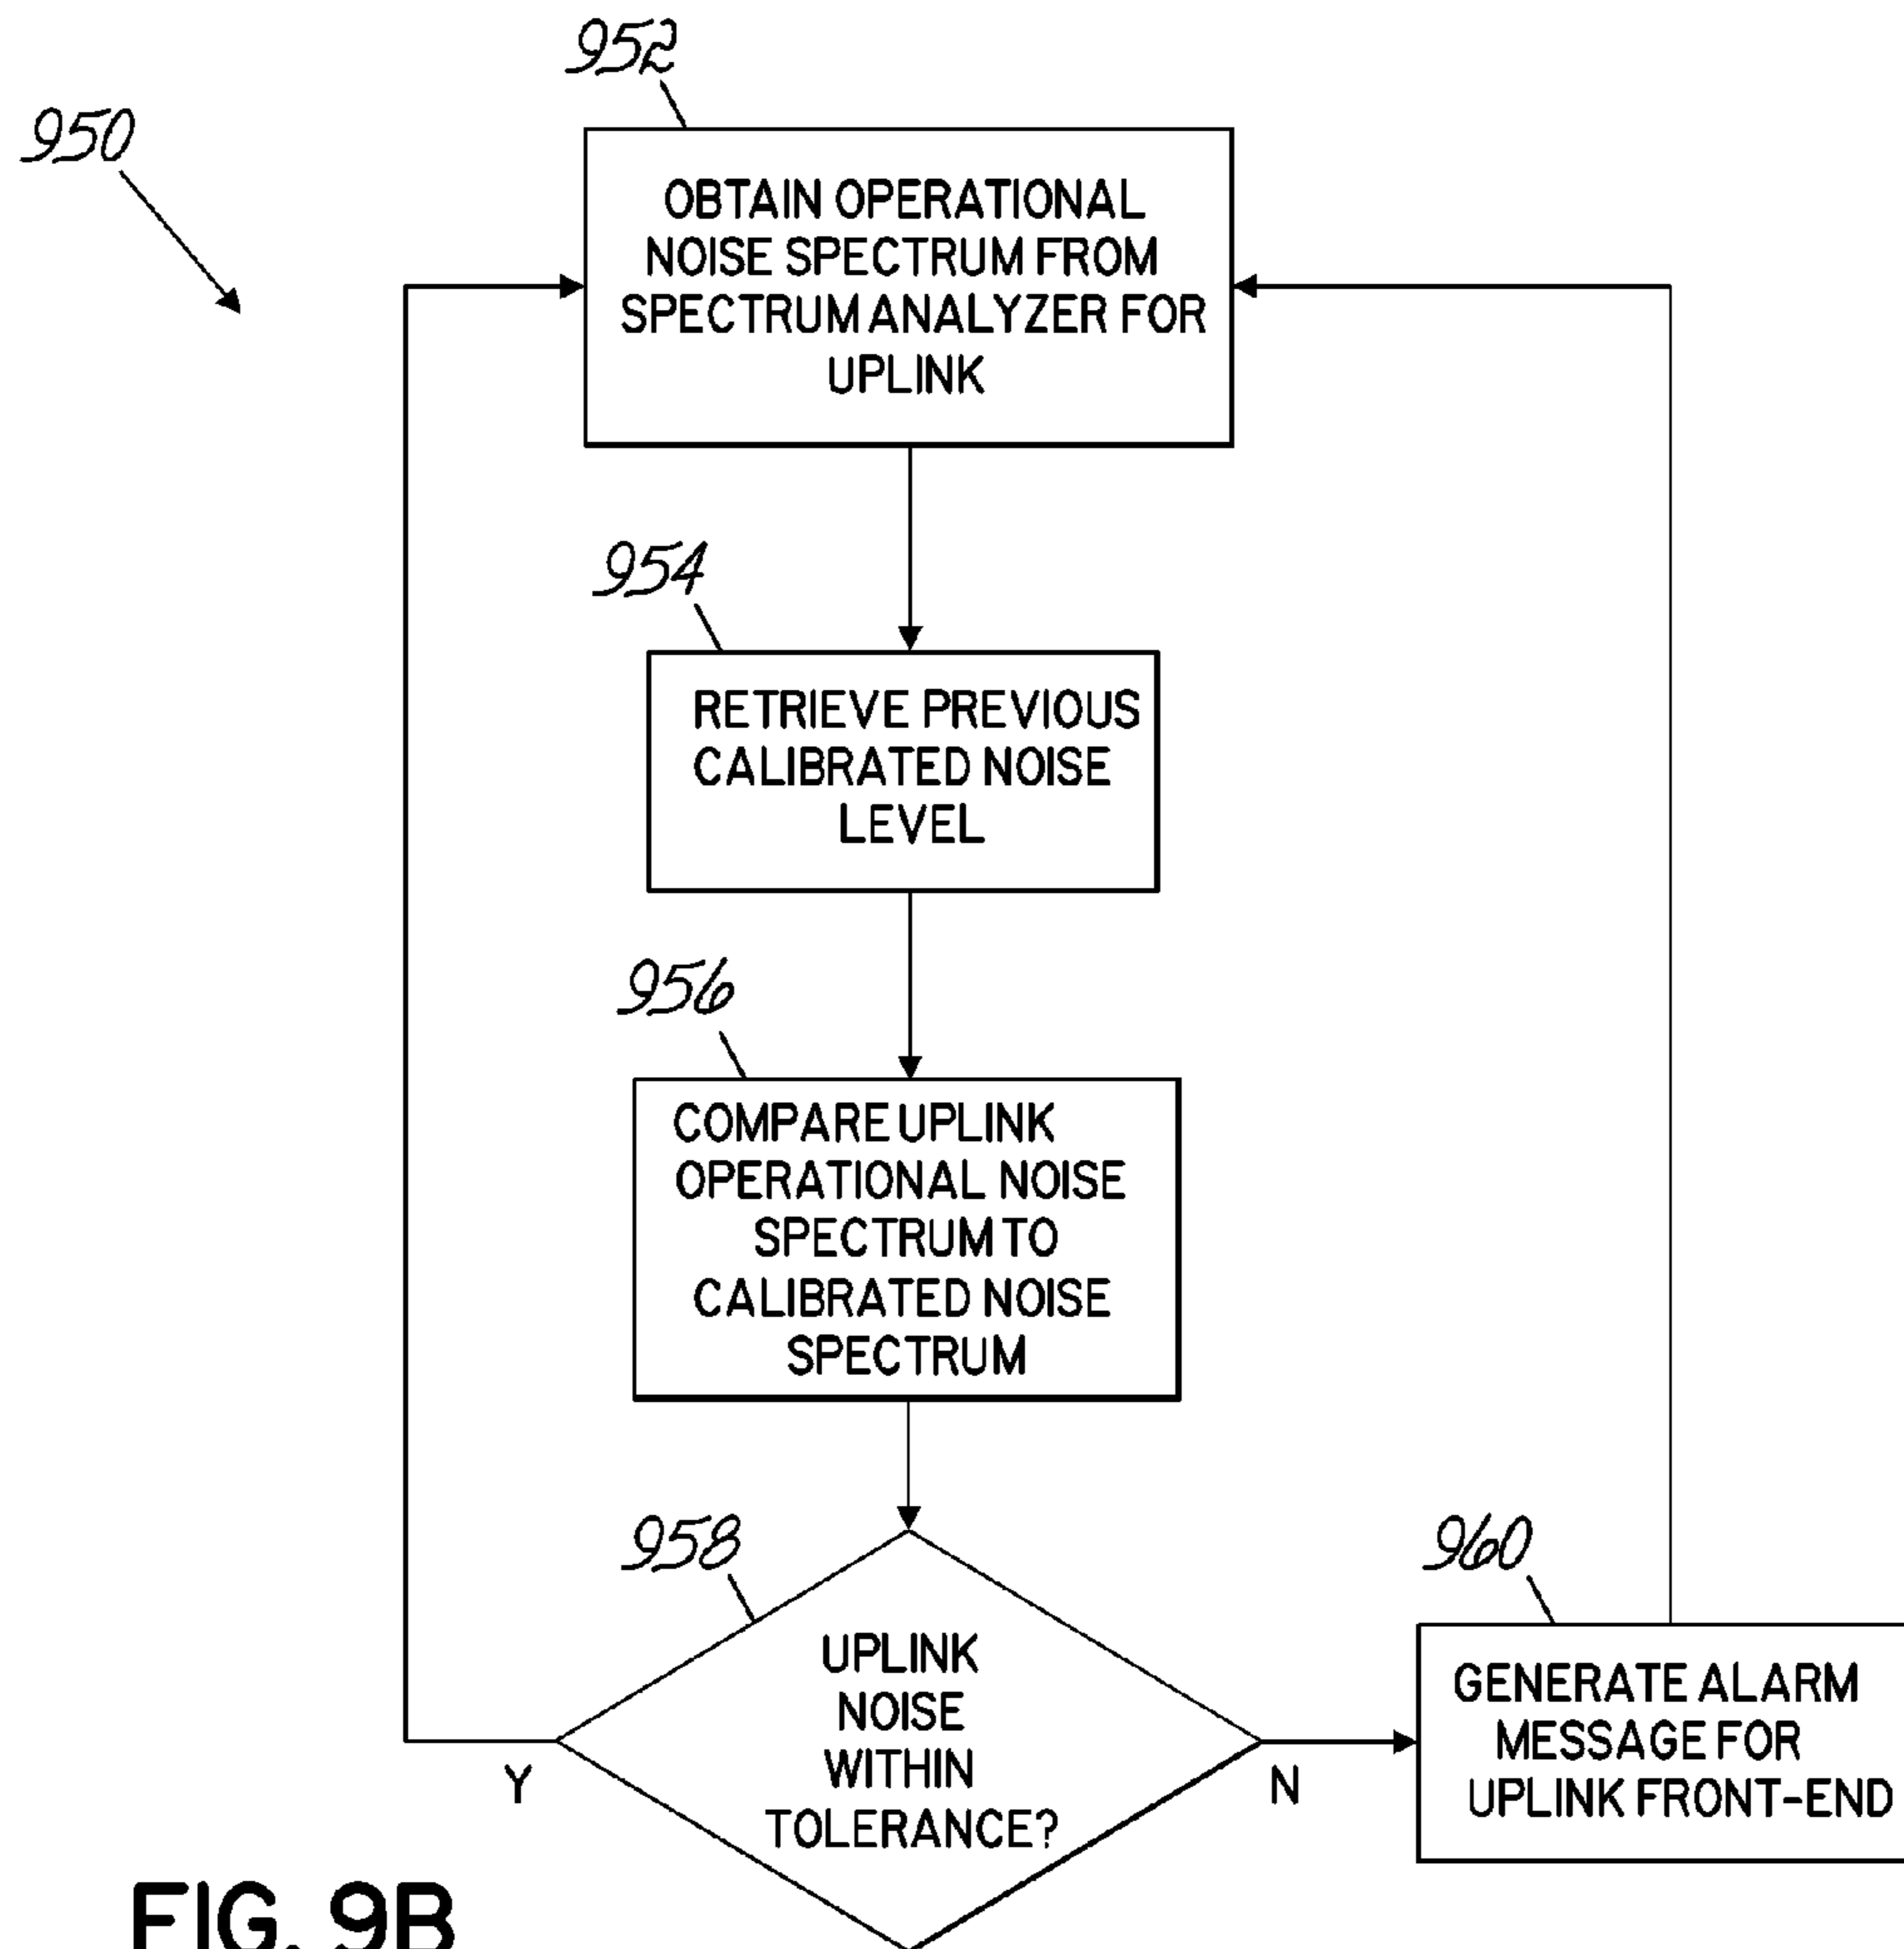 952
950
OBTAIN OPERATIONAL
NOISE SPECTRUM FROM
SPECTRUM ANALYZER FOR
UPLINK
954
RETRIEVE PREVIOUS
CALIBRATED NOISE
LEVEL
956
COMPARE UPLINK
OPERATIONAL NOISE
SPECTRUM TO
CALIBRATED NOISE
SPECTRUM
958
UPLINK
NOISE
WITHIN
TOLERANCE?
Y
N
960
GENERATE ALARM
MESSAGE FOR
UPLINK FRONT-END
FIG. 9B